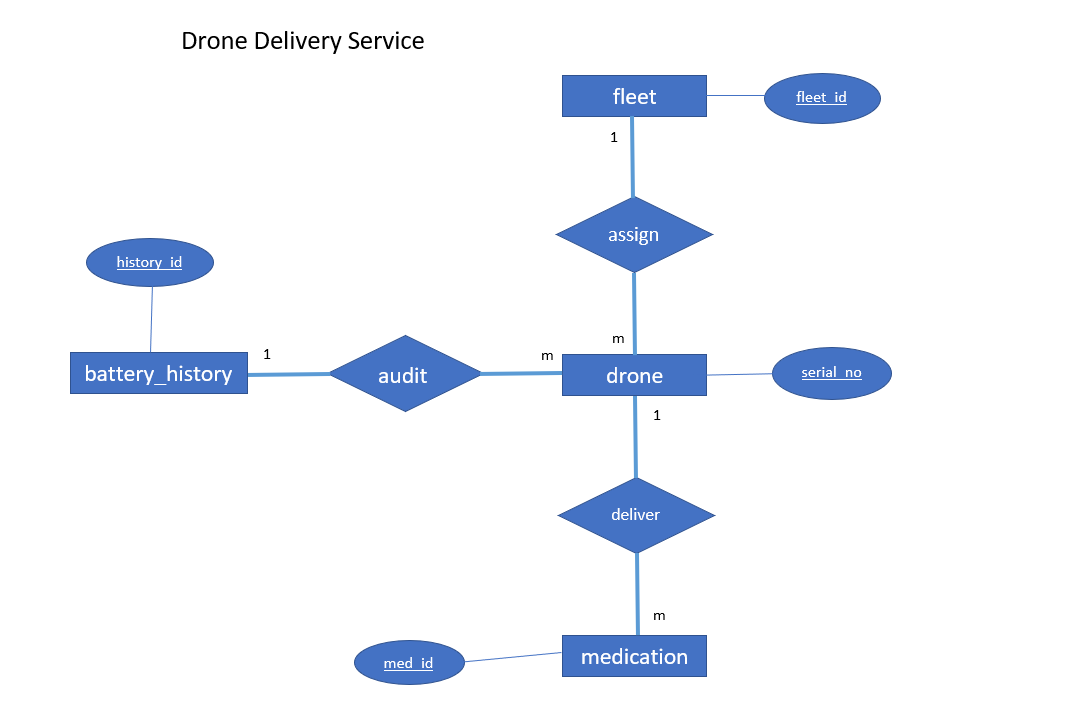 Drone Delivery Service
fleet
fleet_id
1
assign
history_id
m
1
m
battery_history
audit
drone
serial_no
1
deliver
m
medication
med_id